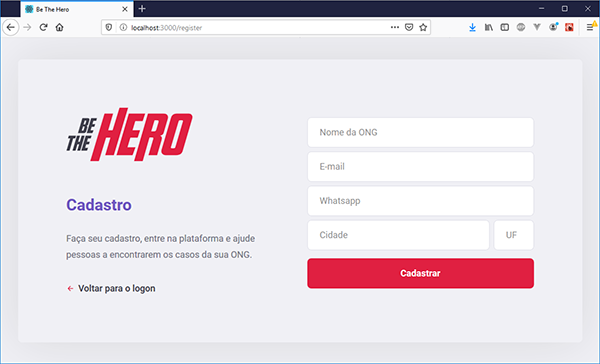 Be The Hero
localhost:3000/register
BE
THE HERO
Cadastro
Faça seu cadastro, entre na plataforma e ajude
pessoas a encontrarem os casos da sua ONG.
Voltar para o logon
Nome da ONG
E-mail
Whatsapp
Cidade
UF
Cadastrar